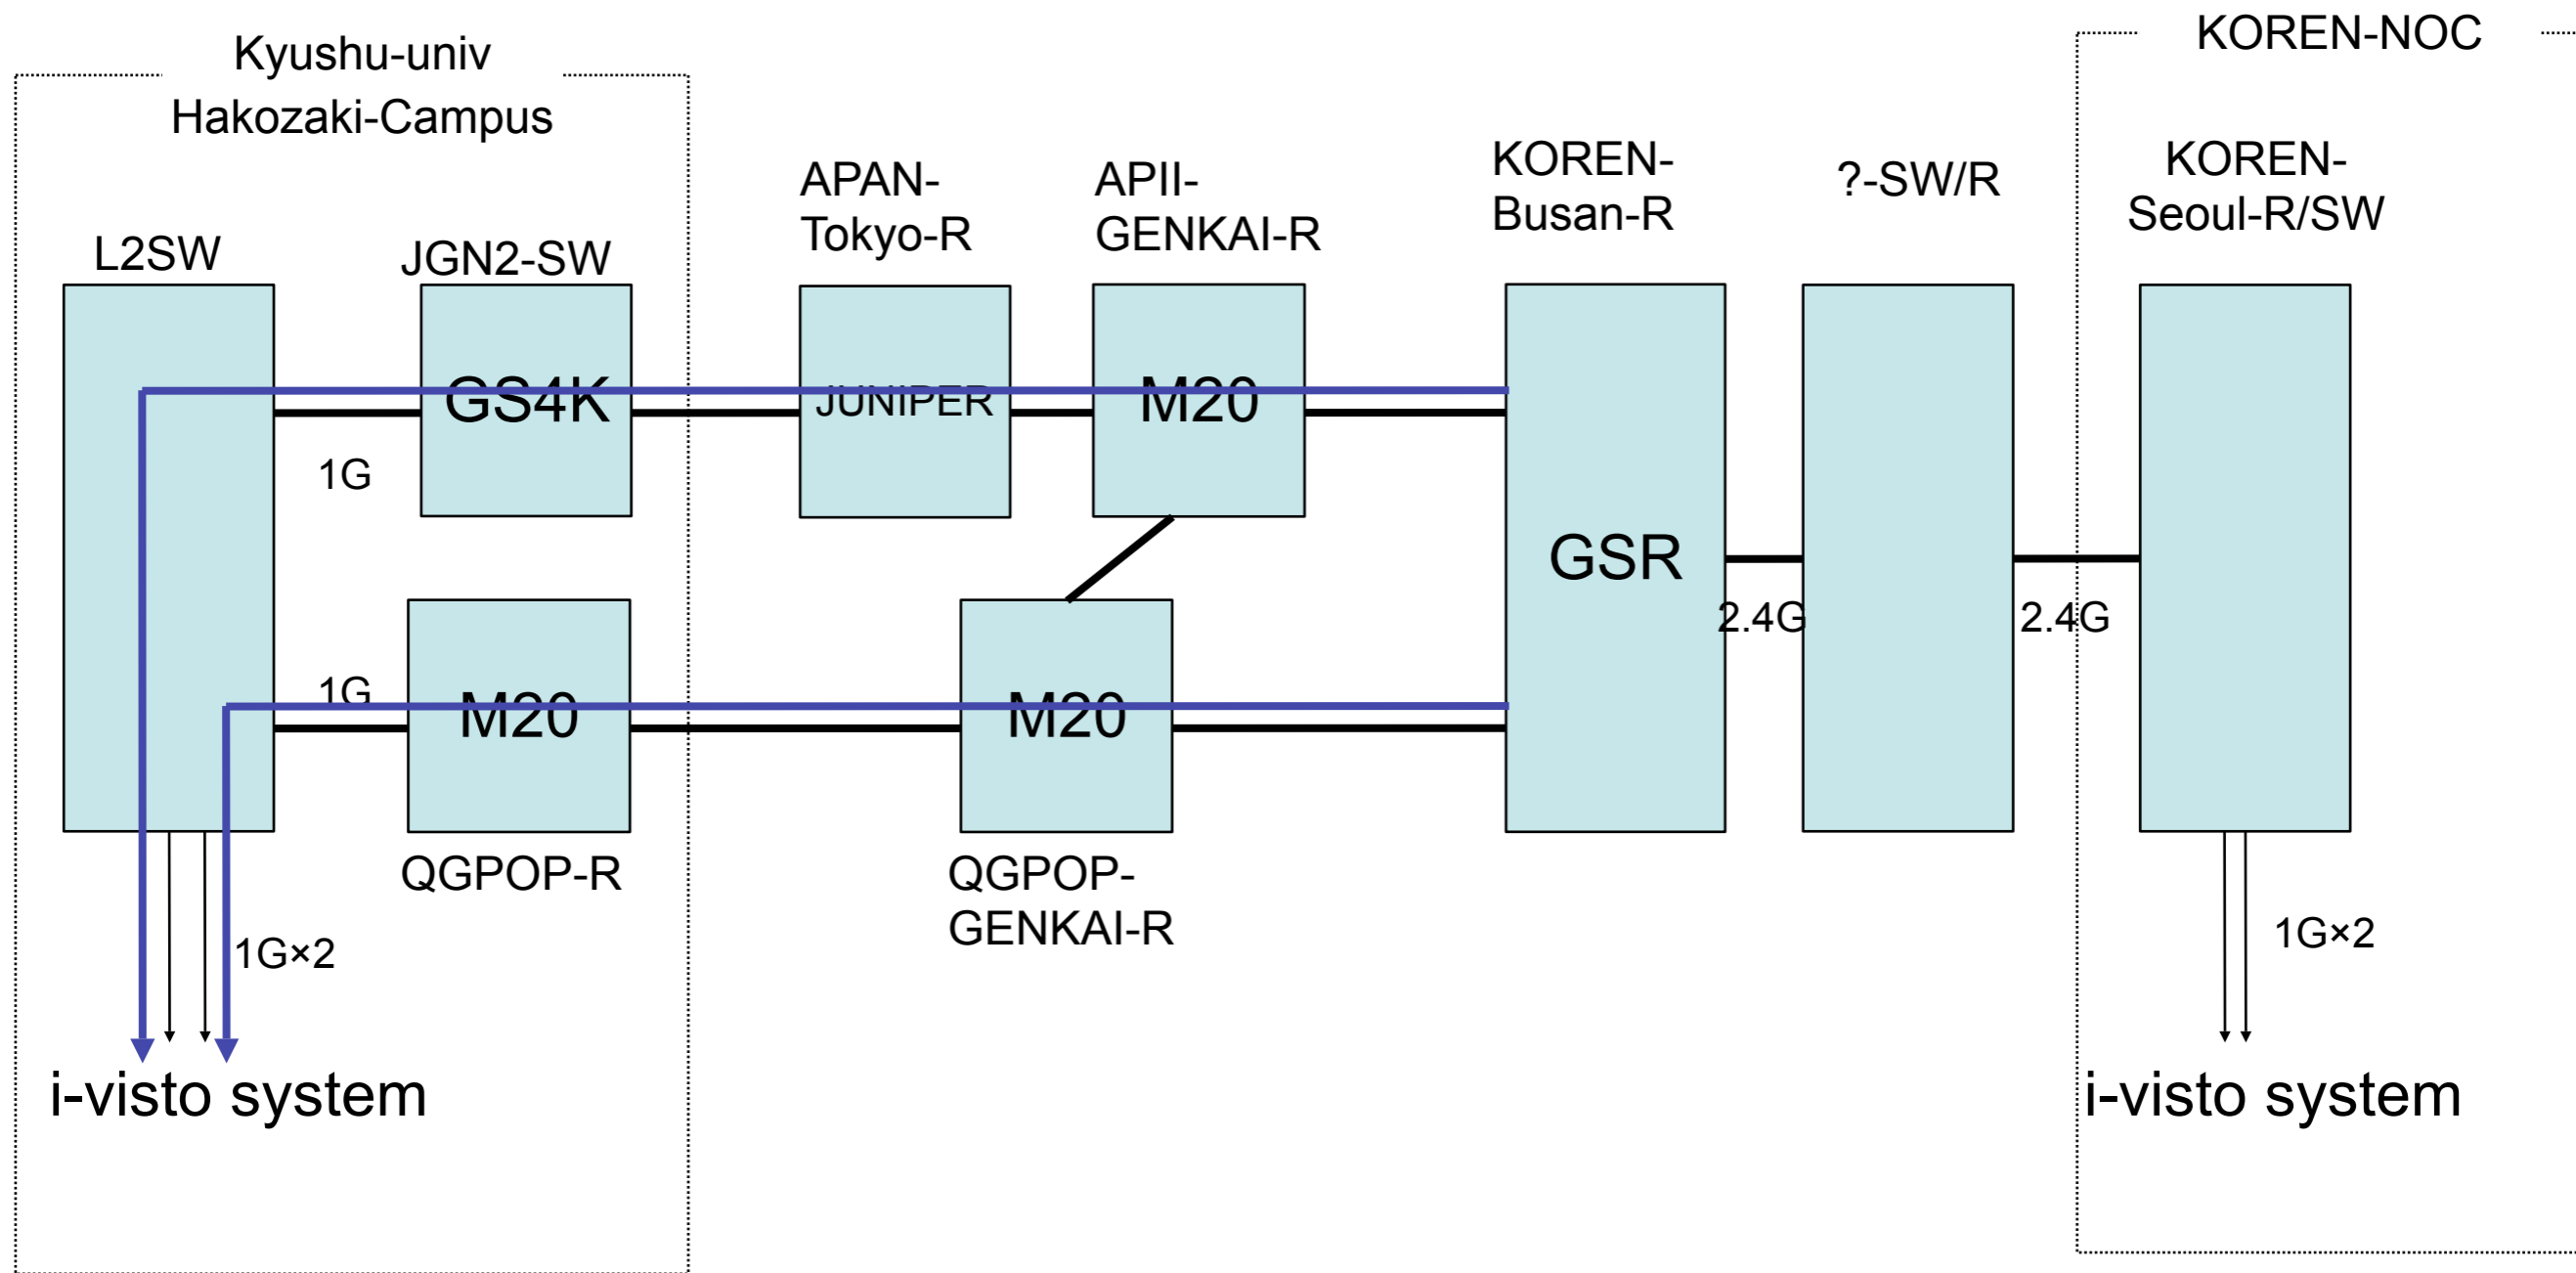 Kyushu-univ
Hakozaki-Campus
KOREN-NOC
L2SW
JGN2-SW
APAN-
Tokyo-R
APII-
GENKAI-R
KOREN-
Busan-R
?-SW/R
KOREN-
Seoul-R/SW
GS4K
JUNIPER
M20
1G
GSR
2.4G
2.4G
1G
M20
M20
QGPOP-R
QGPOP-
GENKAI-R
1G×2
1G×2
i-visto system
i-visto system